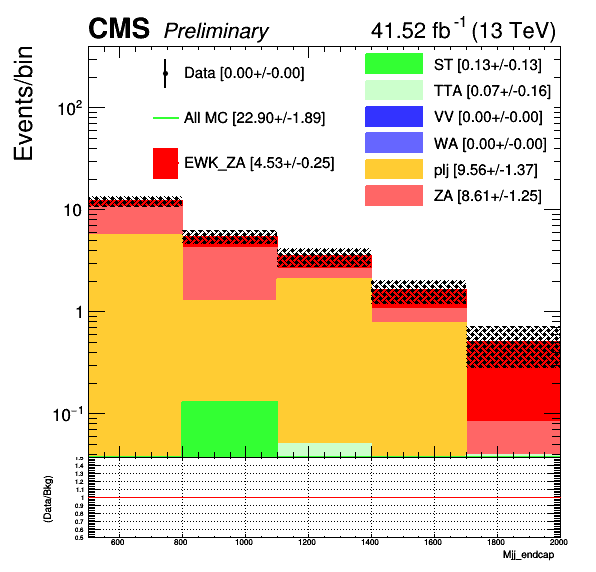 CMS Preliminary 41.52 fb⁻¹ (13 TeV)
Data [0.00+/-0.00]
All MC [22.90+/-1.89]
EWK_ZA [4.53+/-0.25]
ST [0.13+/-0.13]
TTA [0.07+/-0.16]
VV [0.00+/-0.00]
WA [0.00+/-0.00]
plj [9.56+/-1.37]
ZA [8.61+/-1.25]
Events/bin
10²
10
1
10⁻¹
(Data/Bkg)
1.5
1.4
1.3
1.2
1.1
1
0.9
0.8
0.7
0.6
0.5
600 800 1000 1200 1400 1600 1800 2000
Mjj_endcap